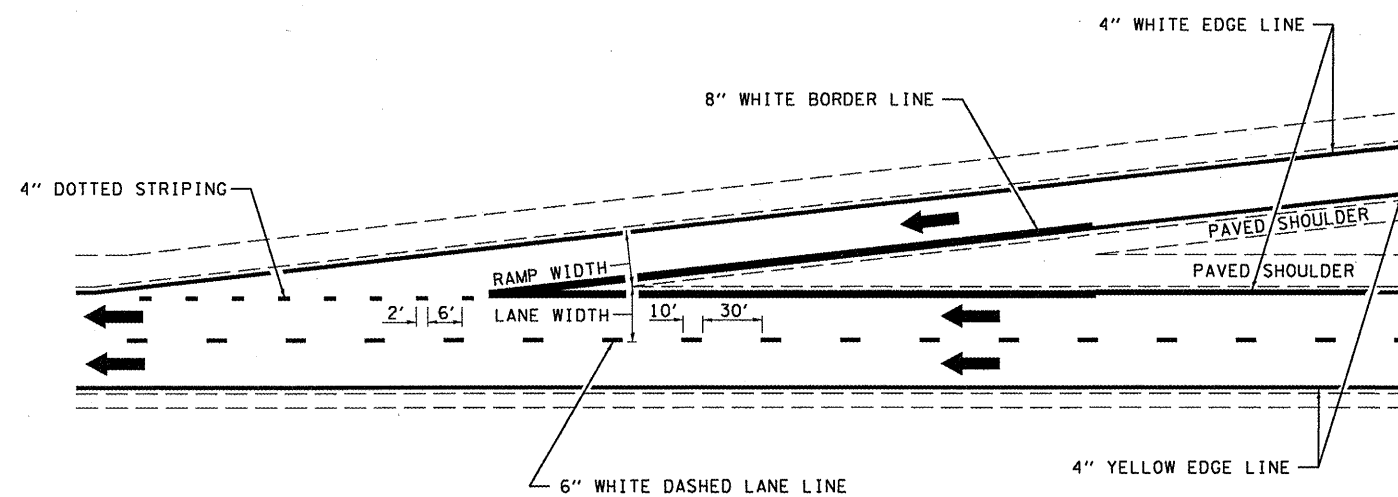 4" WHITE EDGE LINE
8" WHITE BORDER LINE
4" DOTTED STRIPING
PAVED SHOULDER
RAMP WIDTH
PAVED SHOULDER
2' 6'
LANE WIDTH
10' 30'
4" YELLOW EDGE LINE
6" WHITE DASHED LANE LINE